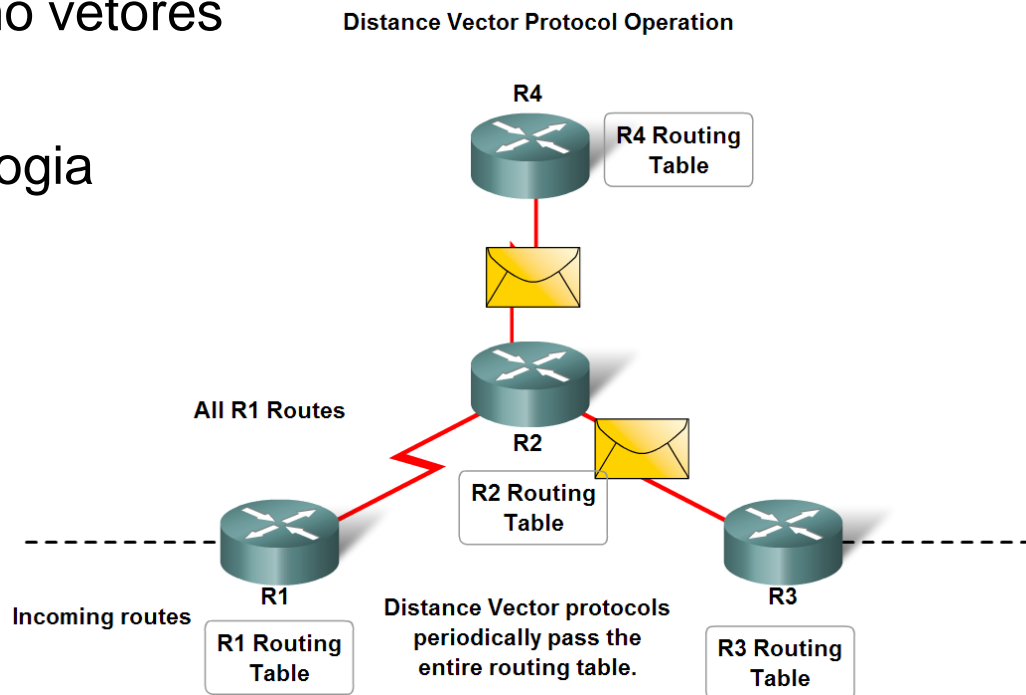 vetores
Distance Vector Protocol Operation
R4
R4 Routing
Table
All R1 Routes
R2
R2 Routing
Table
R1
Incoming routes
R1 Routing
Table
Distance Vector protocols
periodically pass the
entire routing table.
R3
R3 Routing
Table